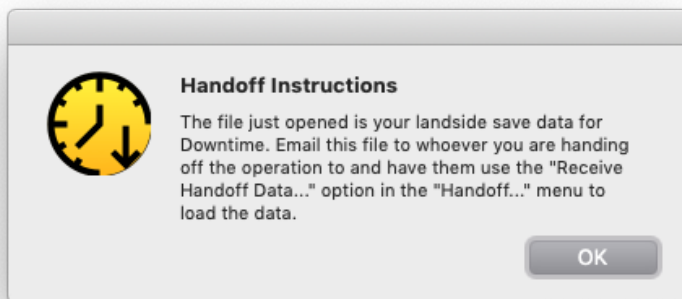 Handoff Instructions
The file just opened is your landside save data for
Downtime. Email this file to whoever you are handing
off the operation to and have them use the "Receive
Handoff Data..." option in the "Handoff..." menu to
load the data.
OK